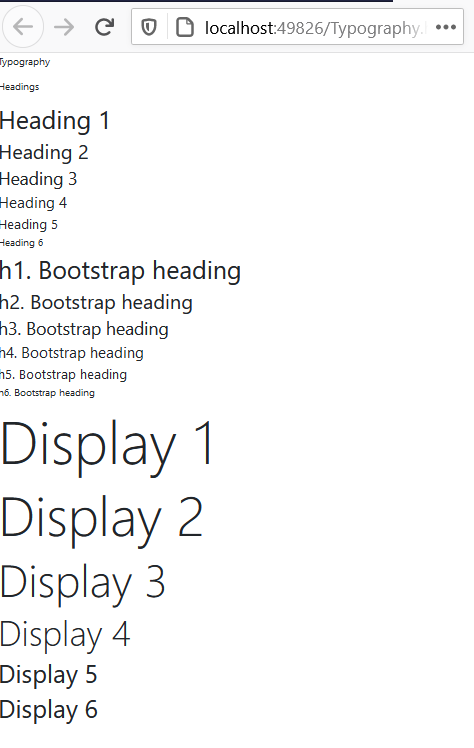 localhost:49826/Typography.
Typography
Headings
Heading 1
Heading 2
Heading 3
Heading 4
Heading 5
Heading 6
h1. Bootstrap heading
h2. Bootstrap heading
h3. Bootstrap heading
h4. Bootstrap heading
h5. Bootstrap heading
h6. Bootstrap heading
Display 1
Display 2
Display 3
Display 4
Display 5
Display 6